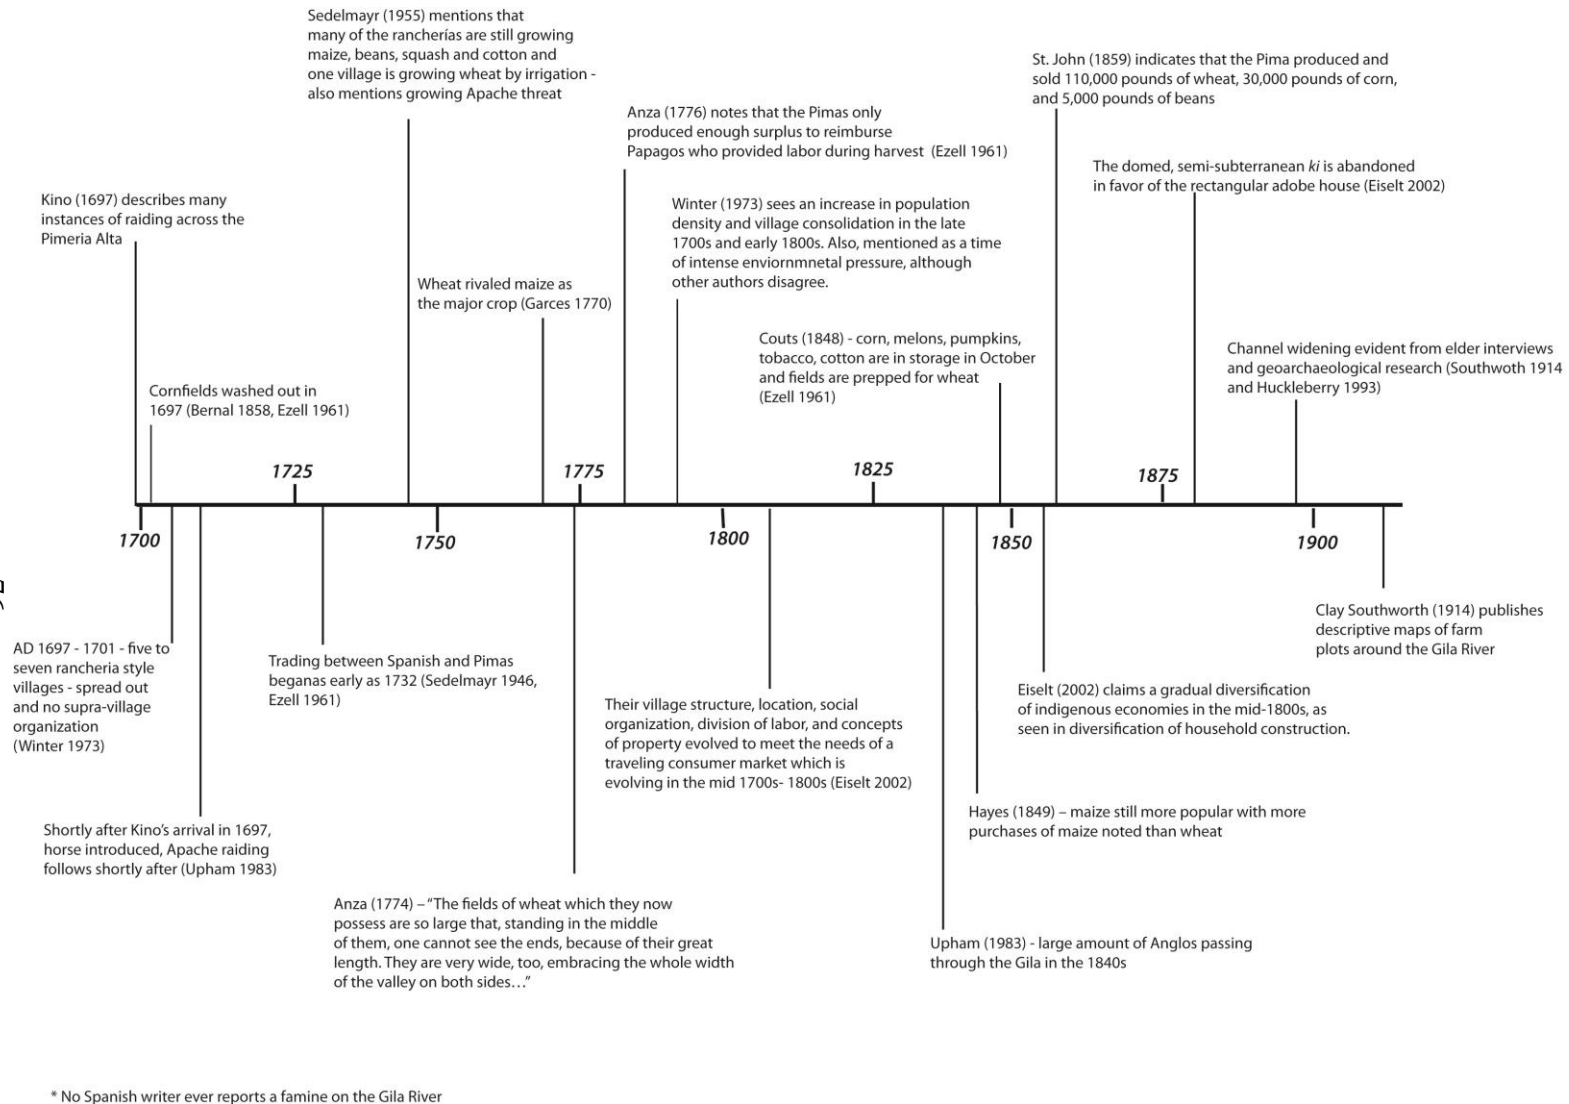 Sedelmayr (1955) mentions that
many of the rancherías are still growing
maize, beans, squash and cotton and
one village is growing wheat by irrigation -
also mentions growing Apache threat
St. John (1859) indicates that the Pima produced and
sold 110,000 pounds of wheat, 30,000 pounds of corn,
and 5,000 pounds of beans
Anza (1776) notes that the Pimas only
produced enough surplus to reimburse
Papagos who provided labor during harvest (Ezell 1961)
The domed, semi-subterranean ki is abandoned
in favor of the rectangular adobe house (Eiselt 2002)
Kino (1697) describes many
instances of raiding across the
Pimeria Alta
Winter (1973) sees an increase in population
density and village consolidation in the late
1700s and early 1800s. Also, mentioned as a time
of intense enviornmnetal pressure, although
other authors disagree.
Wheat rivaled maize as
the major crop (Garces 1770)
Couts (1848) - corn, melons, pumpkins,
tobacco, cotton are in storage in October
and fields are prepped for wheat
(Ezell 1961)
Channel widening evident from elder interviews
and geoarchaeological research (Southwoth 1914
and Huckleberry 1993)
Cornfields washed out in
1697 (Bernal 1858, Ezell 1961)
1725
1775
1825
1875
1700
1750
1800
1850
1900
AD 1697 - 1701 - five to
seven rancheria style
villages - spread out
and no supra-village
organization
(Winter 1973)
Trading between Spanish and Pimas
beganas early as 1732 (Sedelmayr 1946,
Ezell 1961)
Clay Southworth (1914) publishes
descriptive maps of farm
plots around the Gila River
Their village structure, location, social
organization, division of labor, and concepts
of property evolved to meet the needs of a
traveling consumer market which is
evolving in the mid 1700s- 1800s (Eiselt 2002)
Eiselt (2002) claims a gradual diversification
of indigenous economies in the mid-1800s, as
seen in diversification of household construction.
Shortly after Kino's arrival in 1697,
horse introduced, Apache raiding
follows shortly after (Upham 1983)
Hayes (1849) – maize still more popular with more
purchases of maize noted than wheat
Anza (1774) – “The fields of wheat which they now
possess are so large that, standing in the middle
of them, one cannot see the ends, because of their great
length. They are very wide, too, embracing the whole width
of the valley on both sides…”
Upham (1983) - large amount of Anglos passing
through the Gila in the 1840s
* No Spanish writer ever reports a famine on the Gila River